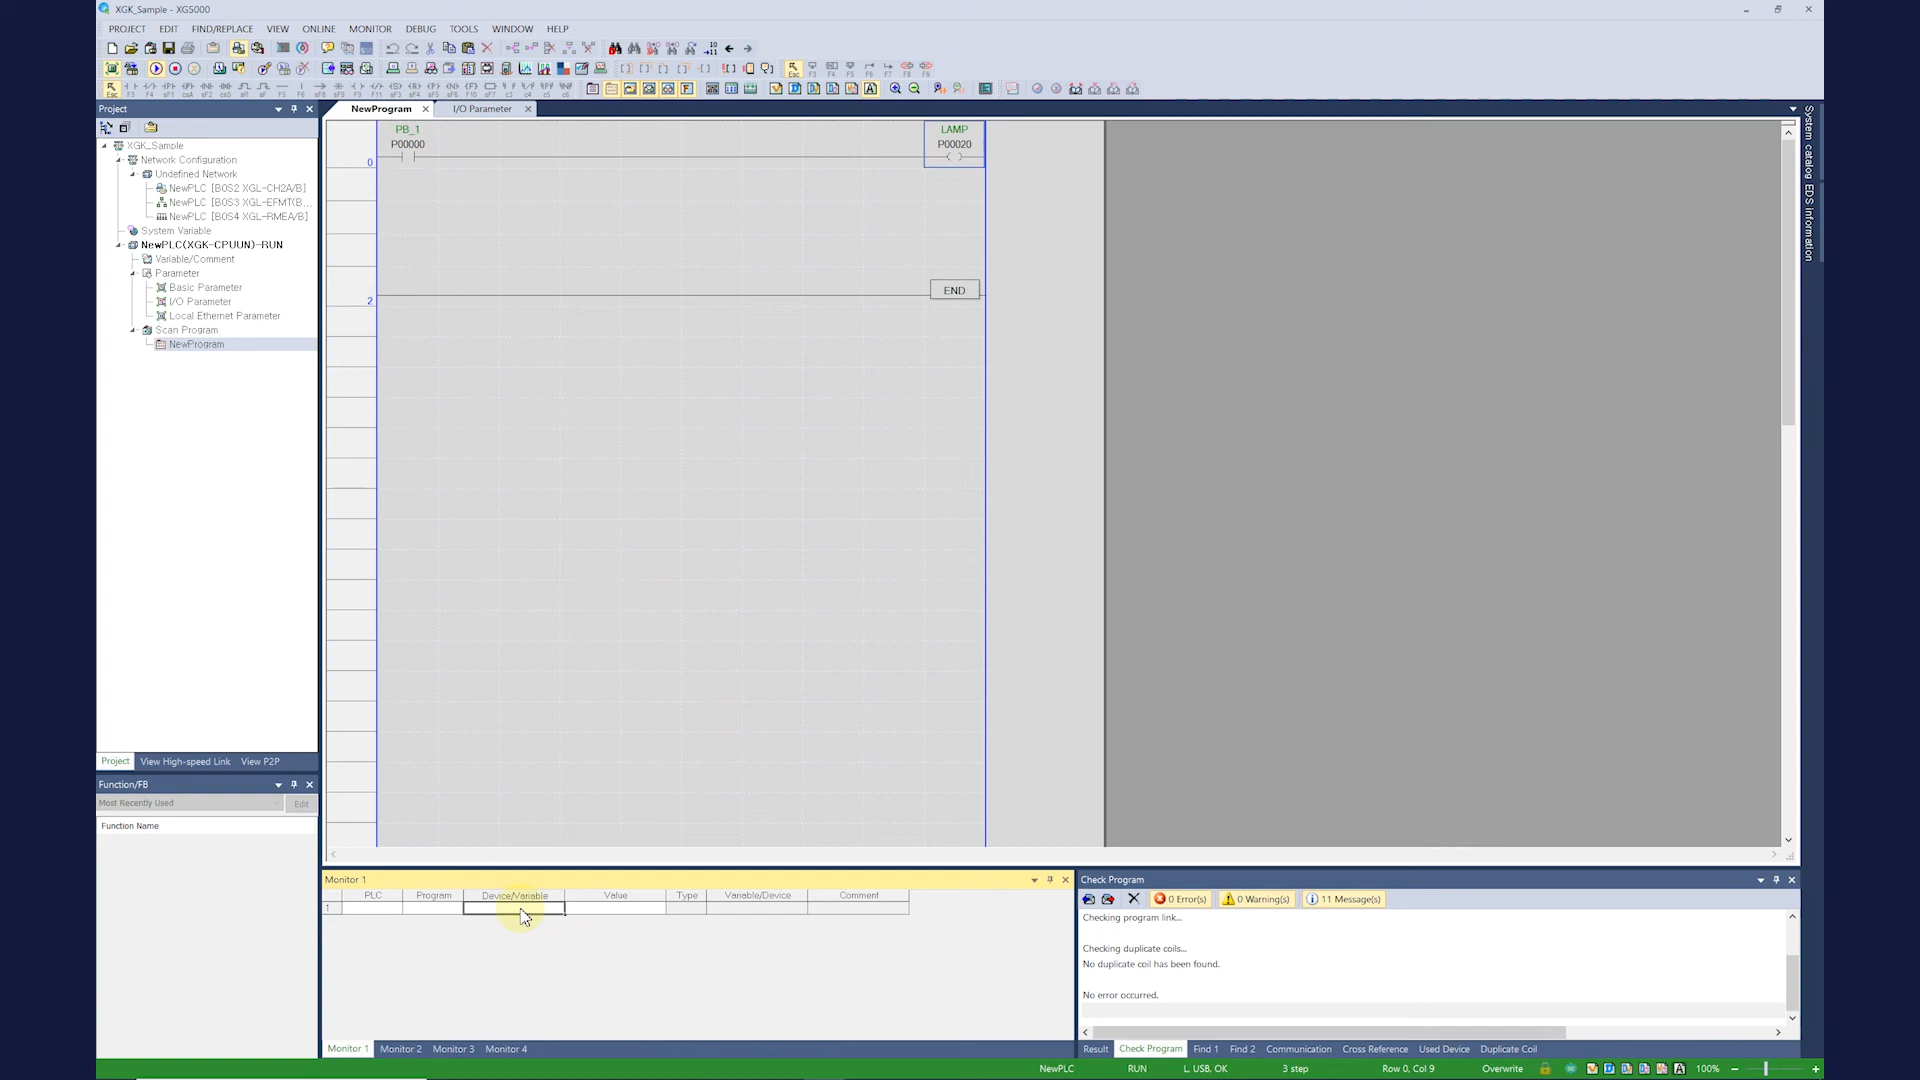 XGK_Sample - XG5000
PROJECT EDIT FIND/REPLACE VIEW ONLINE MONITOR DEBUG TOOLS WINDOW HELP
Project
NewProgram
I/O Parameter
XGK_Sample
Network Configuration
Undefined Network
NewPLC [B0S2 XGL-CH2A/B]
NewPLC [B0S3 XGL-EFMT(B...
NewPLC [B0S4 XGL-RMEA/B]
System Variable
NewPLC(XGK-CPUUN)-RUN
Variable/Comment
Parameter
Basic Parameter
I/O Parameter
Local Ethernet Parameter
Scan Program
NewProgram
Project View High-speed Link View P2P
Function/FB
Most Recently Used Edit
Function Name
PB_1
P00000
0
LAMP
P00020
2
END
System catalog
EDS information
Monitor 1
PLC Program Device/Variable Value Type Variable/Device Comment
1
Monitor 1 Monitor 2 Monitor 3 Monitor 4
Check Program
0 Error(s) 0 Warning(s) 11 Message(s)
Checking program link...
Checking duplicate coils...
No duplicate coil has been found.
No error occurred.
Result Check Program Find 1 Find 2 Communication Cross Reference Used Device Duplicate Coil
NewPLC RUN L, USB, OK 3 step Row 0, Col 9 Overwrite 100%